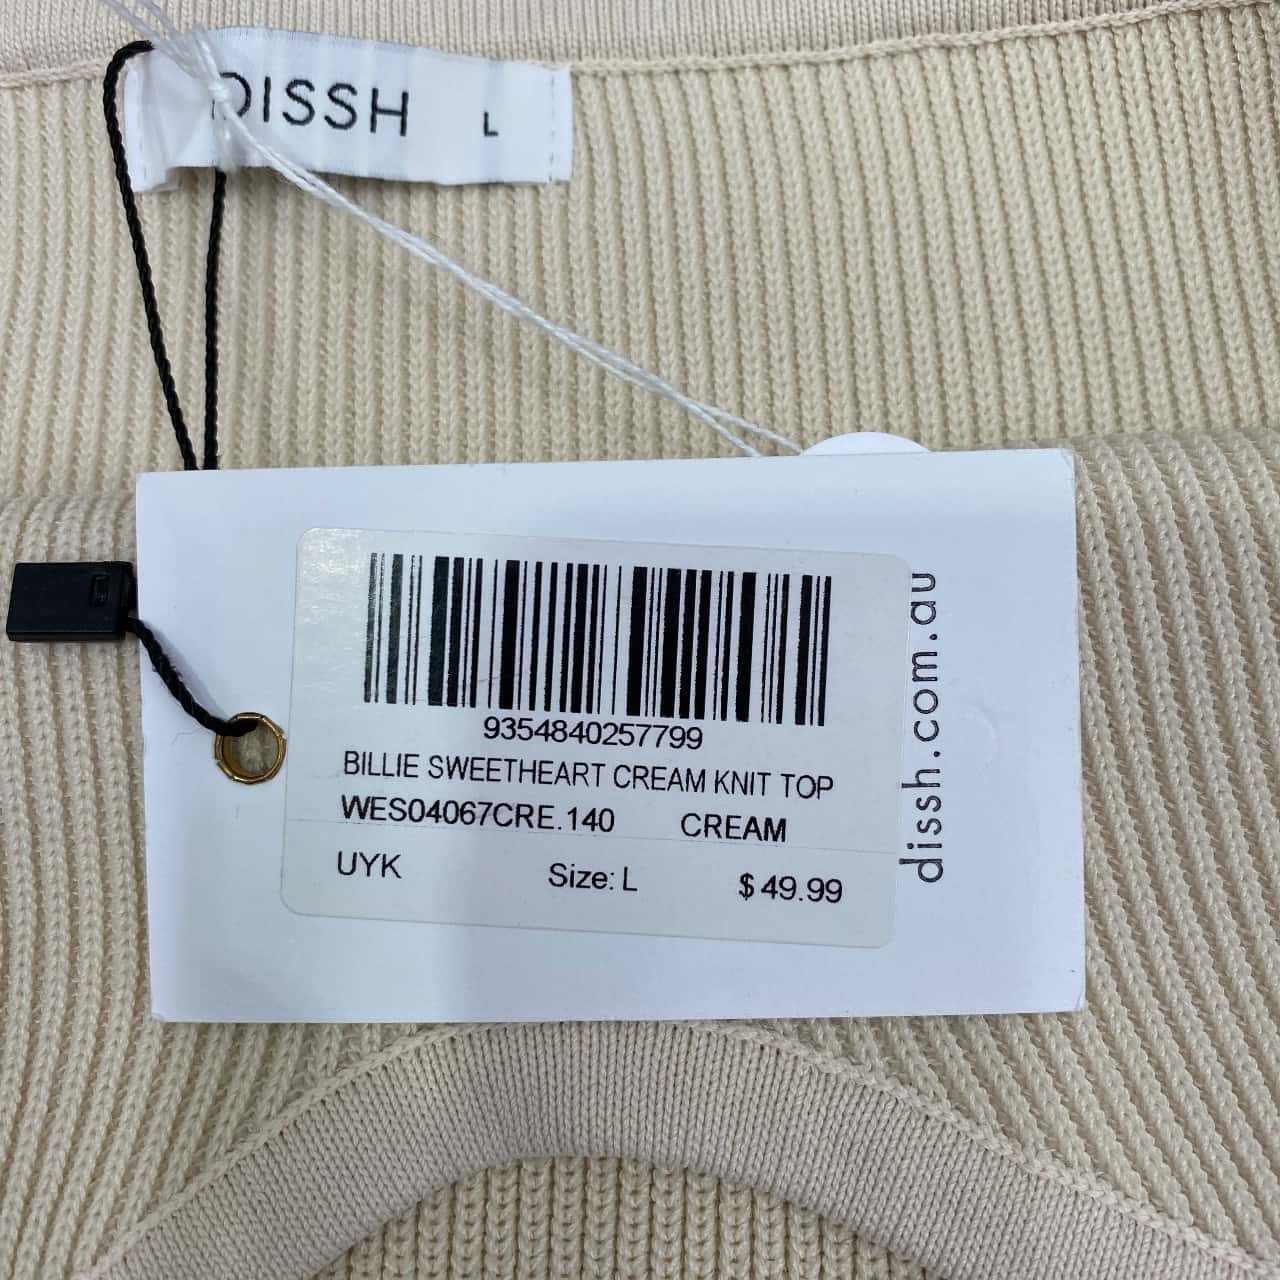 DISSH L
9354840257799
BILLIE SWEETHEART CREAM KNIT TOP
WES04067CRE.140 CREAM
UYK Size: L $ 49.99
dissh.com.au